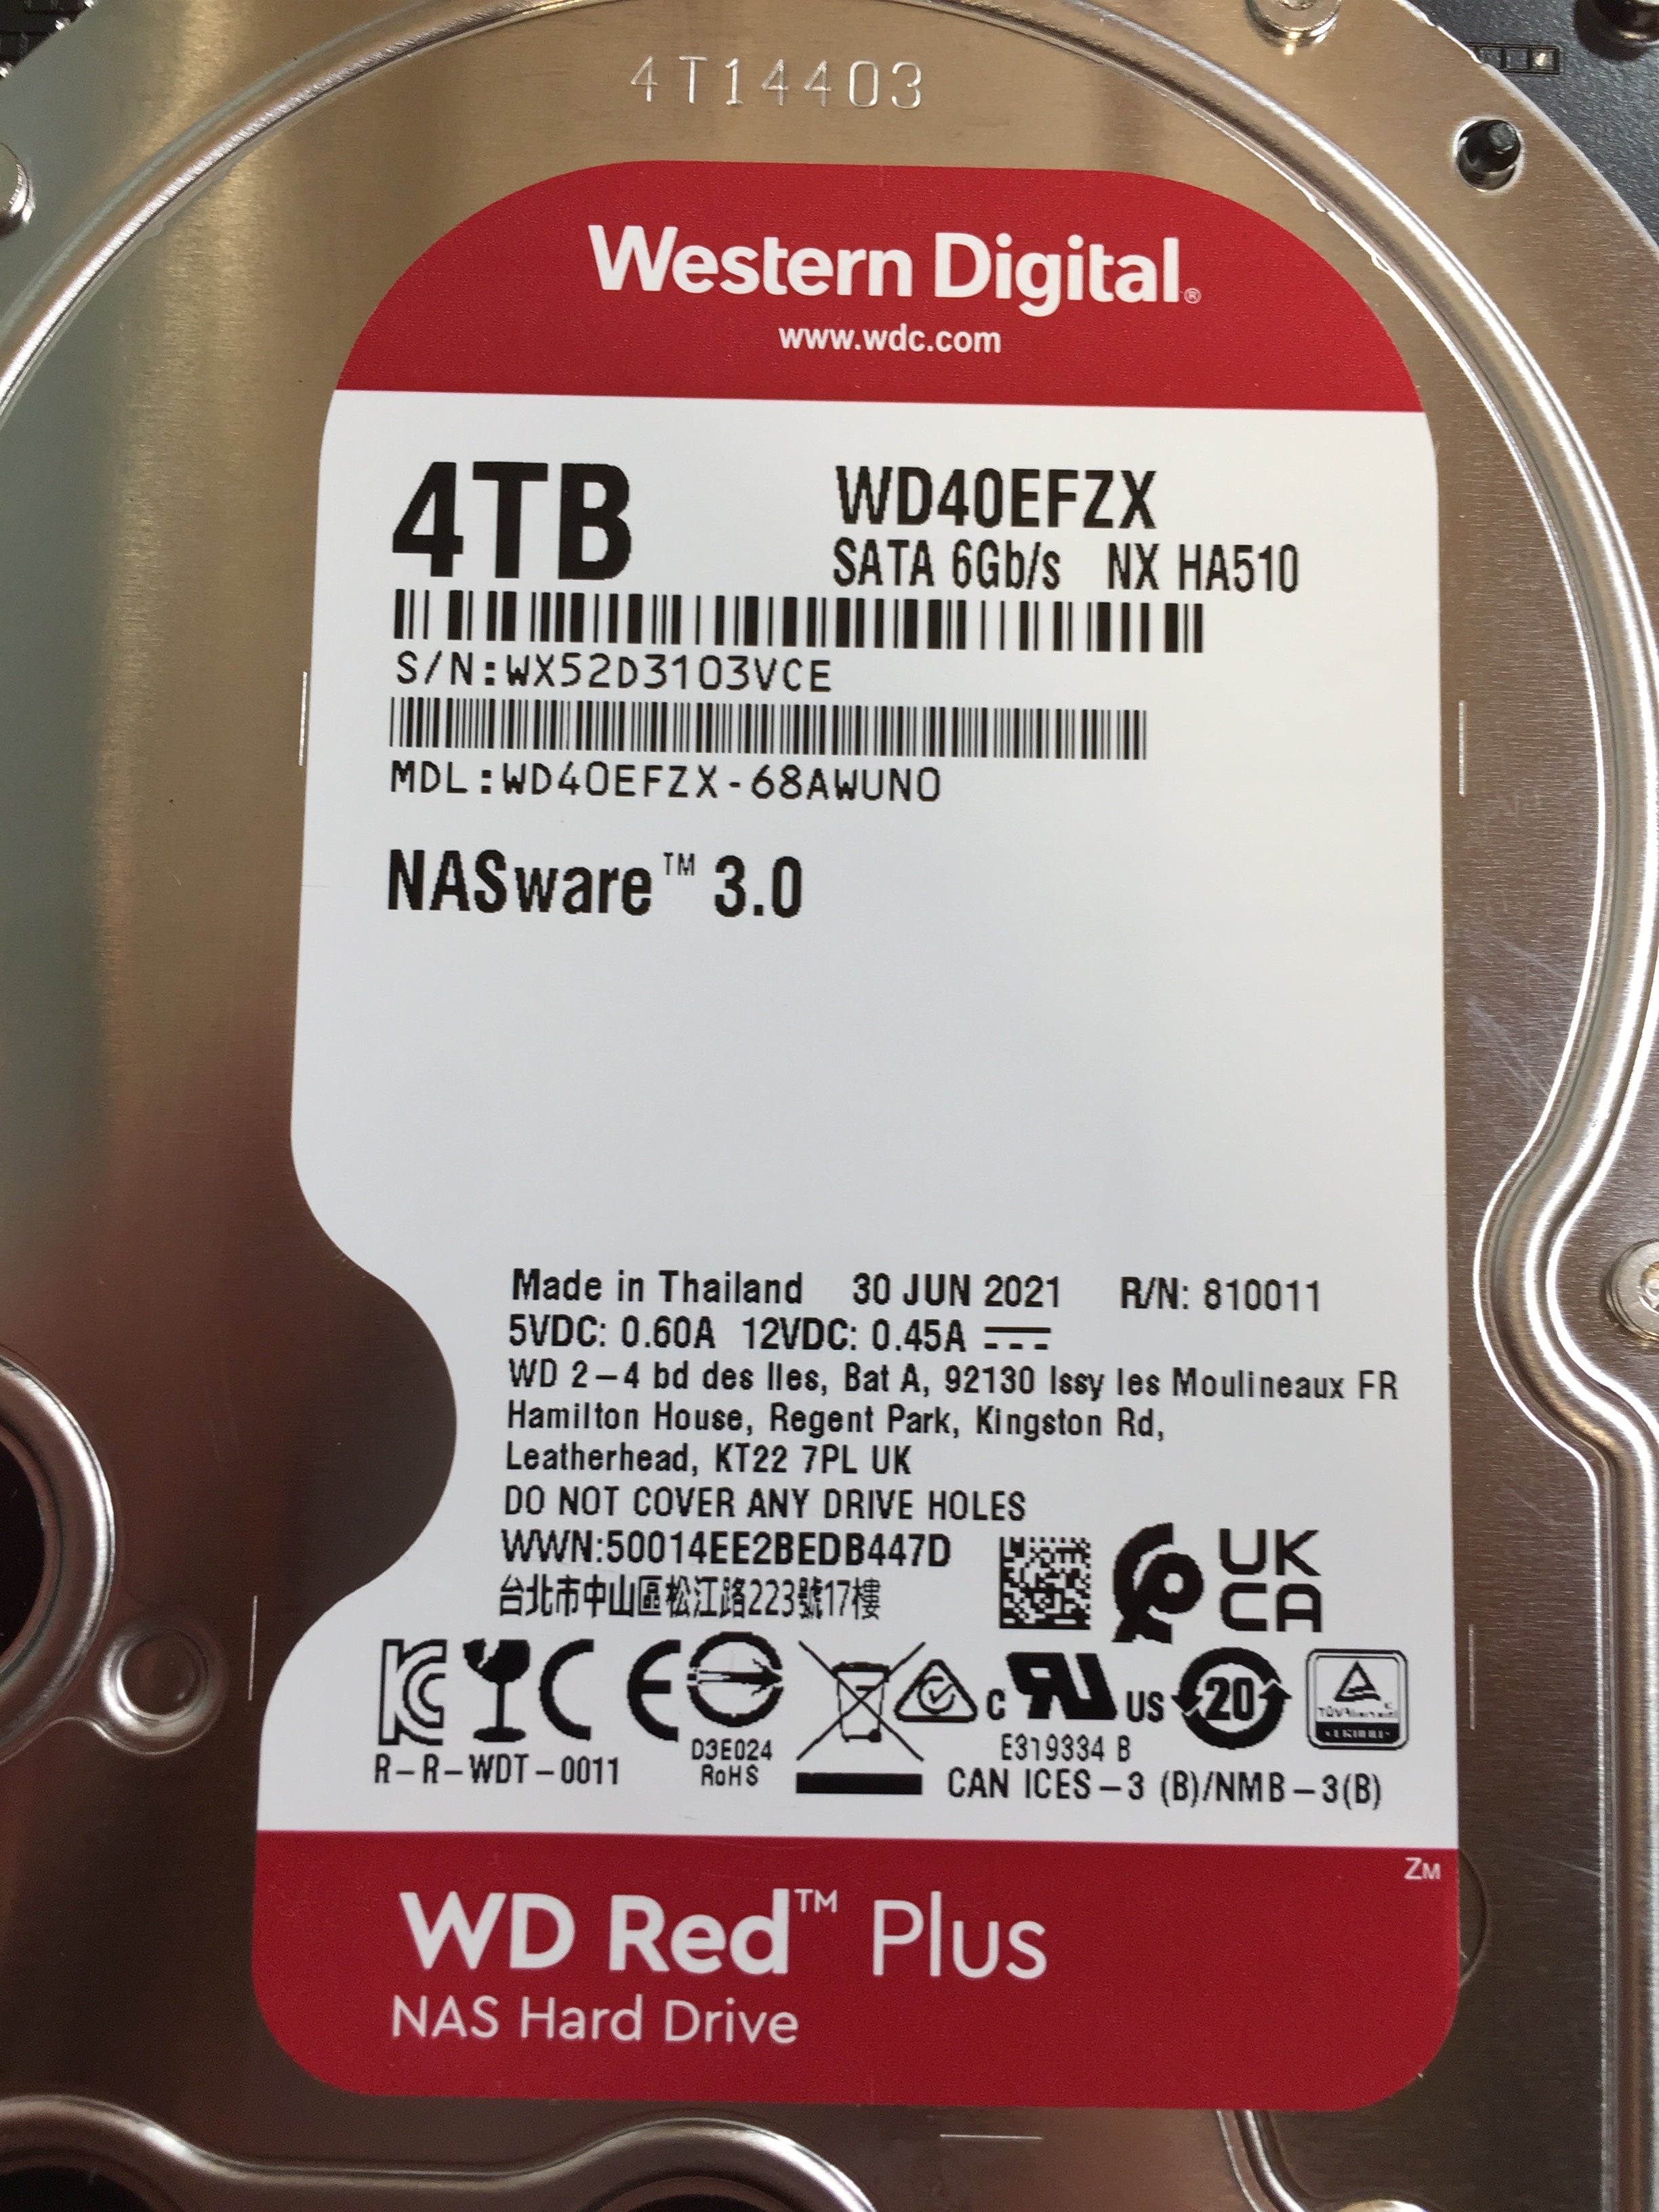 4T14403
Western Digital®
www.wdc.com
4TB
WD40EFZX
SATA 6Gb/s NX HA510
S/N:WX52D3103VCE
MDL:WD40EFZX-68AWUN0
NASware™ 3.0
Made in Thailand 30 JUN 2021 R/N: 810011
5VDC: 0.60A 12VDC: 0.45A
WD 2-4 bd des Iles, Bat A, 92130 Issy les Moulineaux FR
Hamilton House, Regent Park, Kingston Rd,
Leatherhead, KT22 7PL UK
DO NOT COVER ANY DRIVE HOLES
WWN:50014EE2BEDB447D
台北市中山區松江路223號17樓
UK
CA
CE
20
C US
D3E024
RoHS
E319334 B
R-R-WDT-0011
CAN ICES-3 (B)/NMB-3(B)
ZM
WD Red™ Plus
NAS Hard Drive